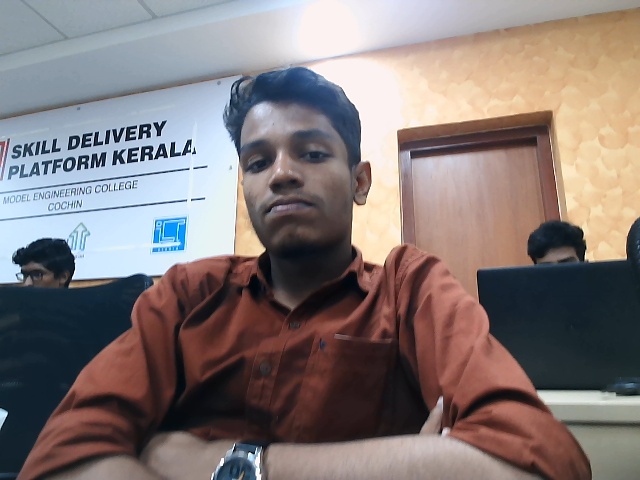 SKILL DELIVERY
PLATFORM KERALA
MODEL ENGINEERING COLLEGE
COCHIN